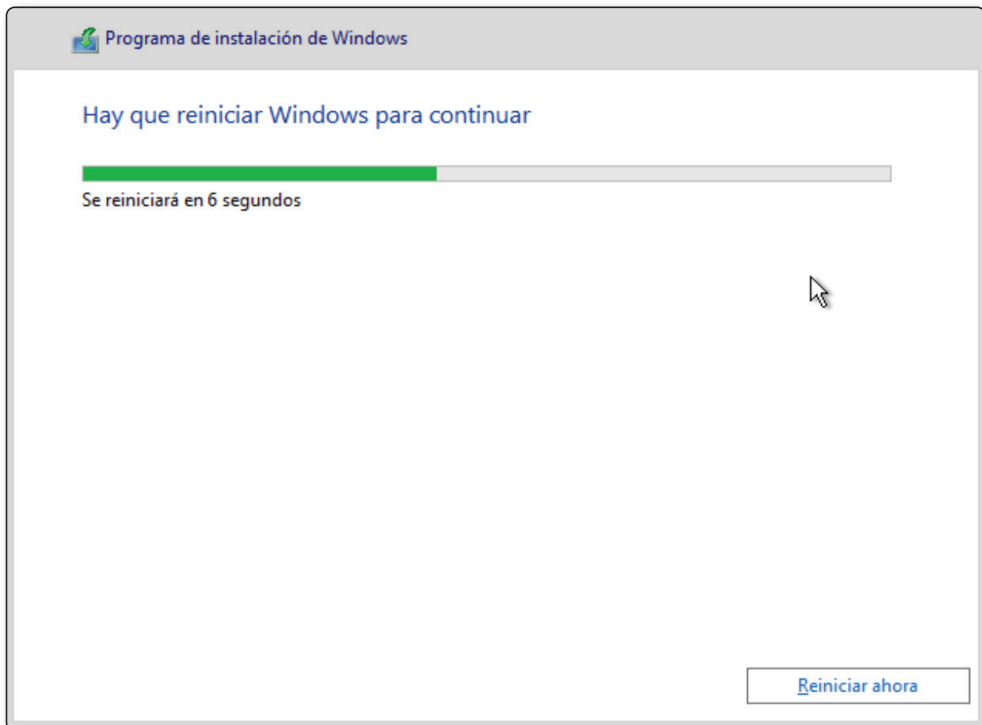 Programa de instalación de Windows
Hay que reiniciar Windows para continuar
Se reiniciará en 6 segundos
Reiniciar ahora